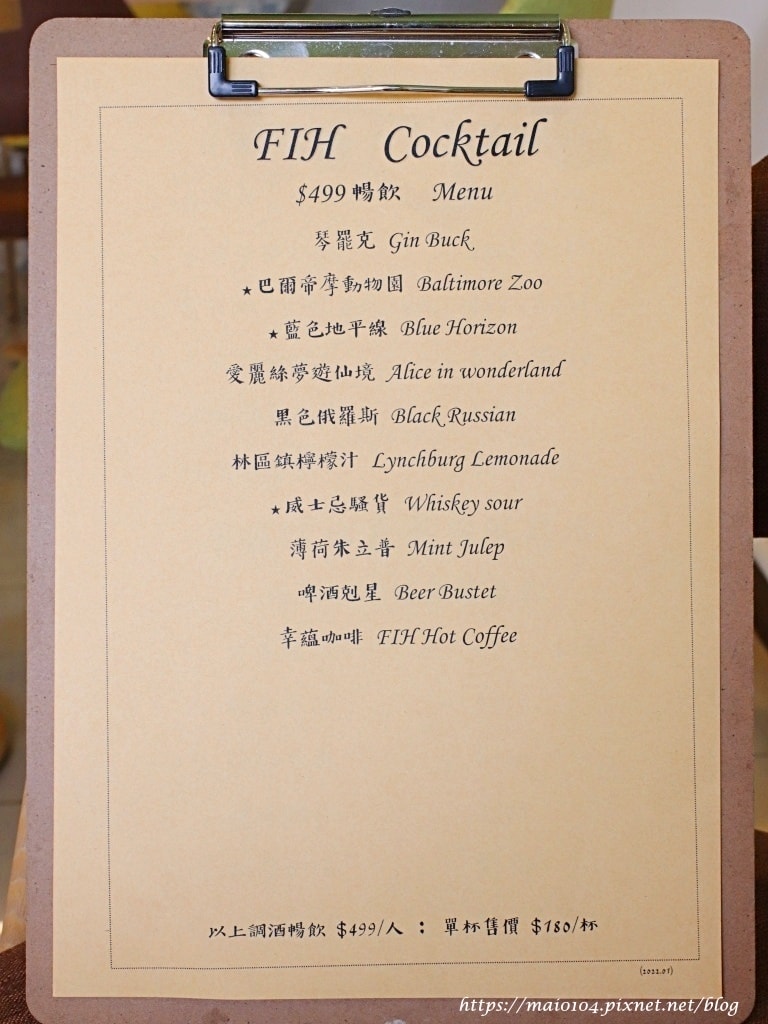 FIH Cocktail
$499 暢飲 Menu
琴罷克 Gin Buck
★巴爾帝摩動物園 Baltimore Zoo
★藍色地平線 Blue Horizon
愛麗絲夢遊仙境 Alice in wonderland
黑色俄羅斯 Black Russian
林區鎮檸檬汁 Lynchburg Lemonade
★威士忌騷貨 Whiskey sour
薄荷朱立普 Mint Julep
啤酒剋星 Beer Bustet
幸蘊咖啡 FIH Hot Coffee
以上調酒暢飲 $499/人 : 單杯售價 $180/杯
(2022.05)
https://maio104.pixnet.net/blog